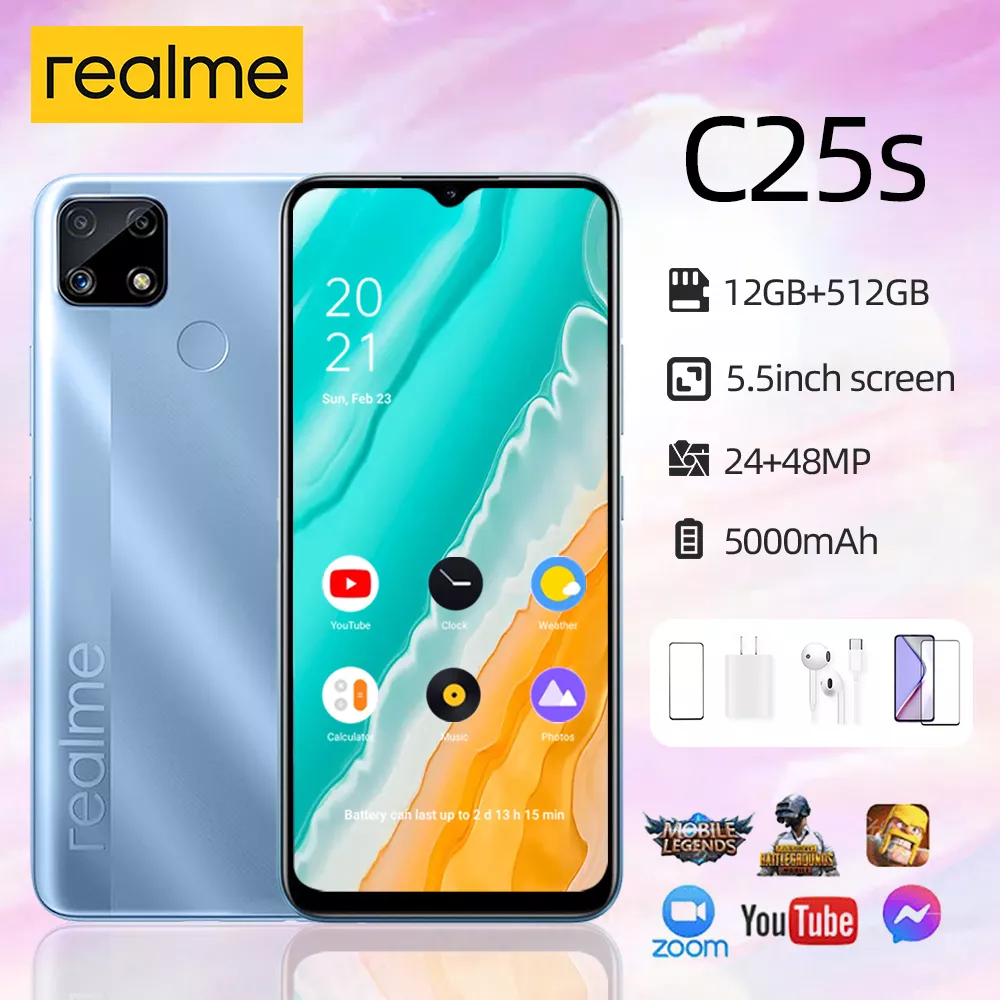 realme
C25s
12GB+512GB
5.5inch screen
24+48MP
5000mAh
20
21
Sun, Feb 23
YouTube
Clock
Weather
Calculator
Music
Photos
Battery can last up to 2 d 13 h 15 min
realme
MOBILE
LEGENDS
BATTLEGROUNDS
zoom
YouTube